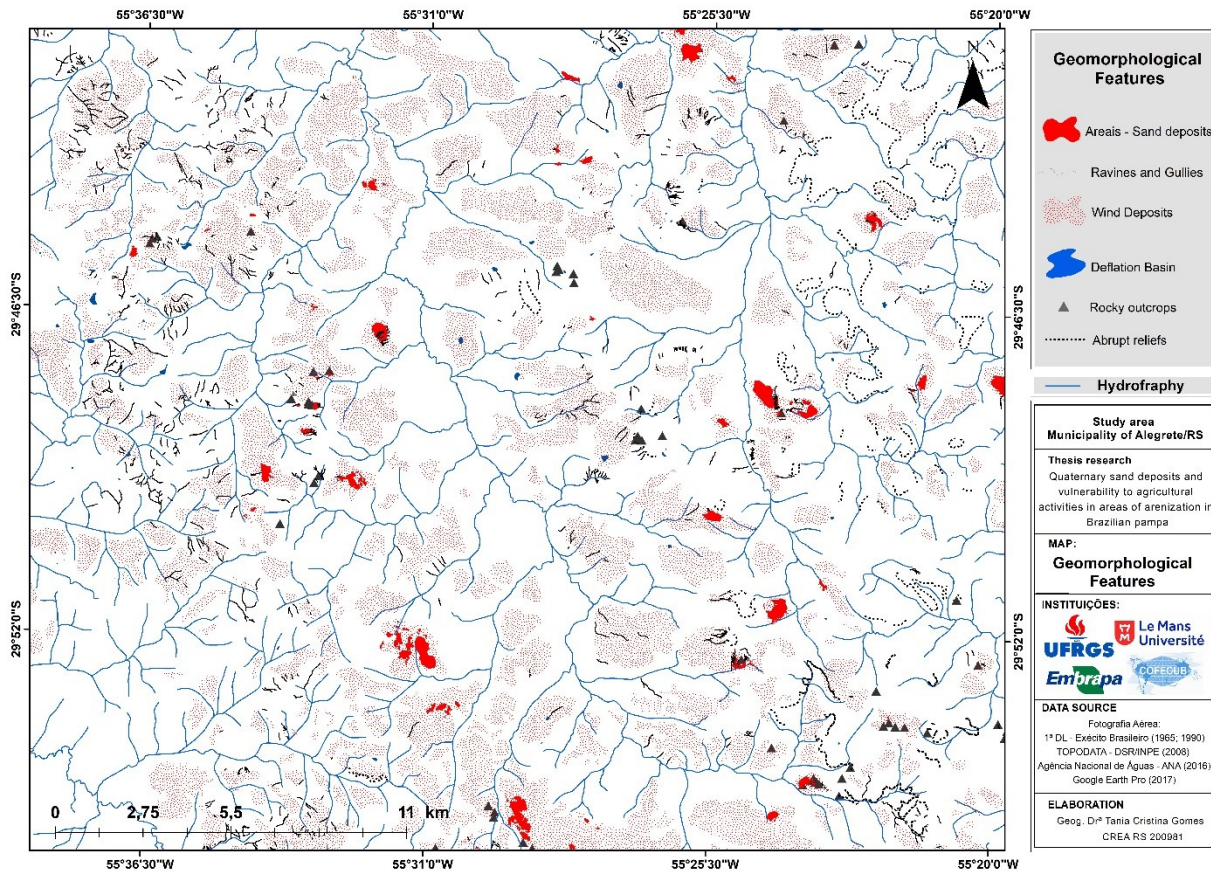 55°36'30"W 55°31'0"W 55°25'30"W 55°20'0"W
N
29°46'30"S
29°52'0"S
29°46'30"S
29°52'0"S
0 2,75 5,5 11 km
55°36'30"W 55°31'0"W 55°25'30"W 55°20'0"W
Geomorphological
Features
Areais - Sand deposits
Ravines and Gullies
Wind Deposits
Deflation Basin
Rocky outcrops
Abrupt reliefs
Hydrofraphy
Study area
Municipality of Alegrete/RS
Thesis research
Quaternary sand deposits and
vulnerability to agricultural
activities in areas of arenization in
Brazilian pampa
MAP:
Geomorphological
Features
INSTITUIÇÕES:
UFRGS
Le Mans
Université
Embrapa
COFECUB
DATA SOURCE
Fotografia Aérea:
1ª DL - Exécito Brasileiro (1965; 1990)
TOPODATA - DSR/INPE (2008)
Agência Nacional de Águas - ANA (2016)
Google Earth Pro (2017)
ELABORATION
Geog. Drª Tania Cristina Gomes
CREA RS 200981